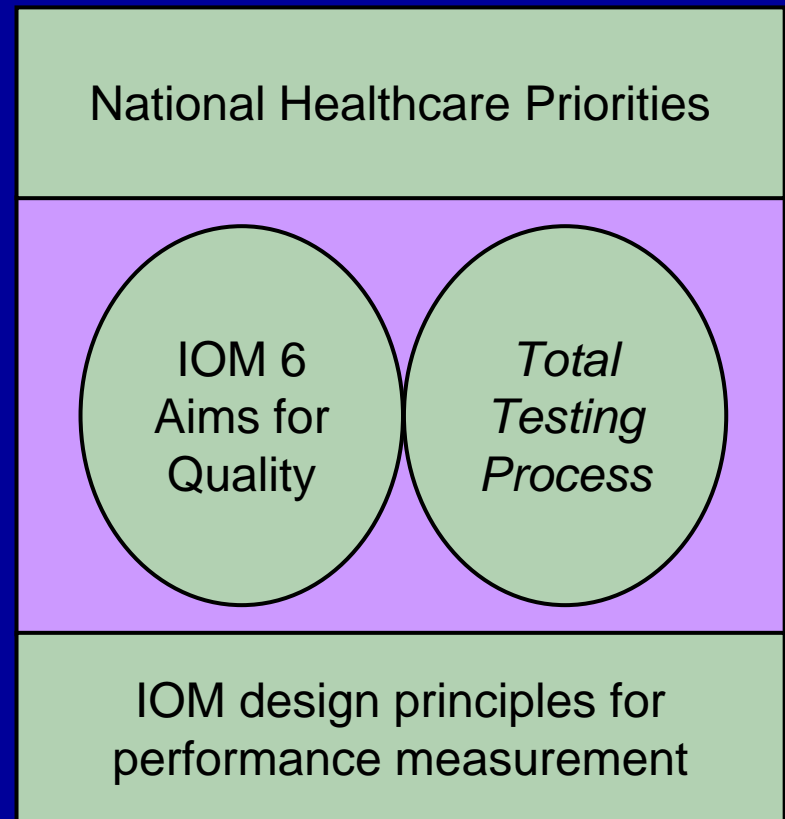 National Healthcare Priorities
IOM 6
Aims for
Quality
Total
Testing
Process
IOM design principles for
performance measurement